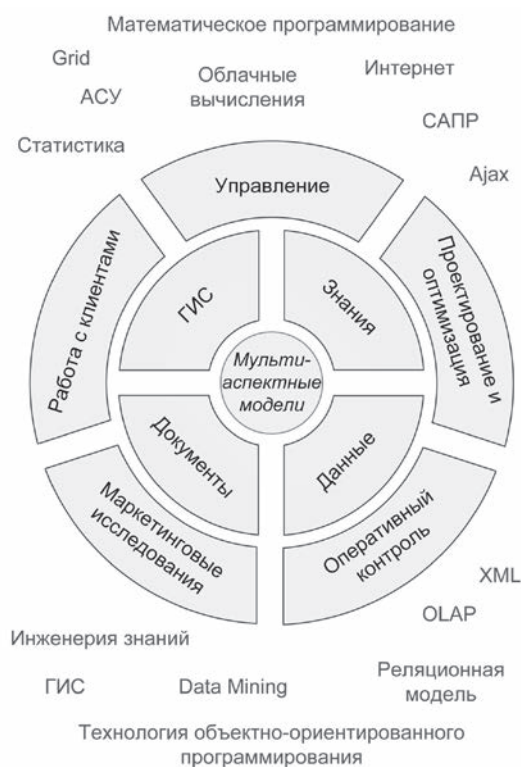 Математическое программирование
Grid
Облачные
вычисления
Интернет
АСУ
САПР
Статистика
Ajax
Управление
Работа с клиентами
ГИС
Знания
Проектирование и
оптимизация
Мульти-
аспектные
модели
Документы
Данные
Маркетинговые
исследования
Оперативный
контроль
XML
OLAP
Инженерия знаний
ГИС
Data Mining
Реляционная
модель
Технология объектно-ориентированного
программирования